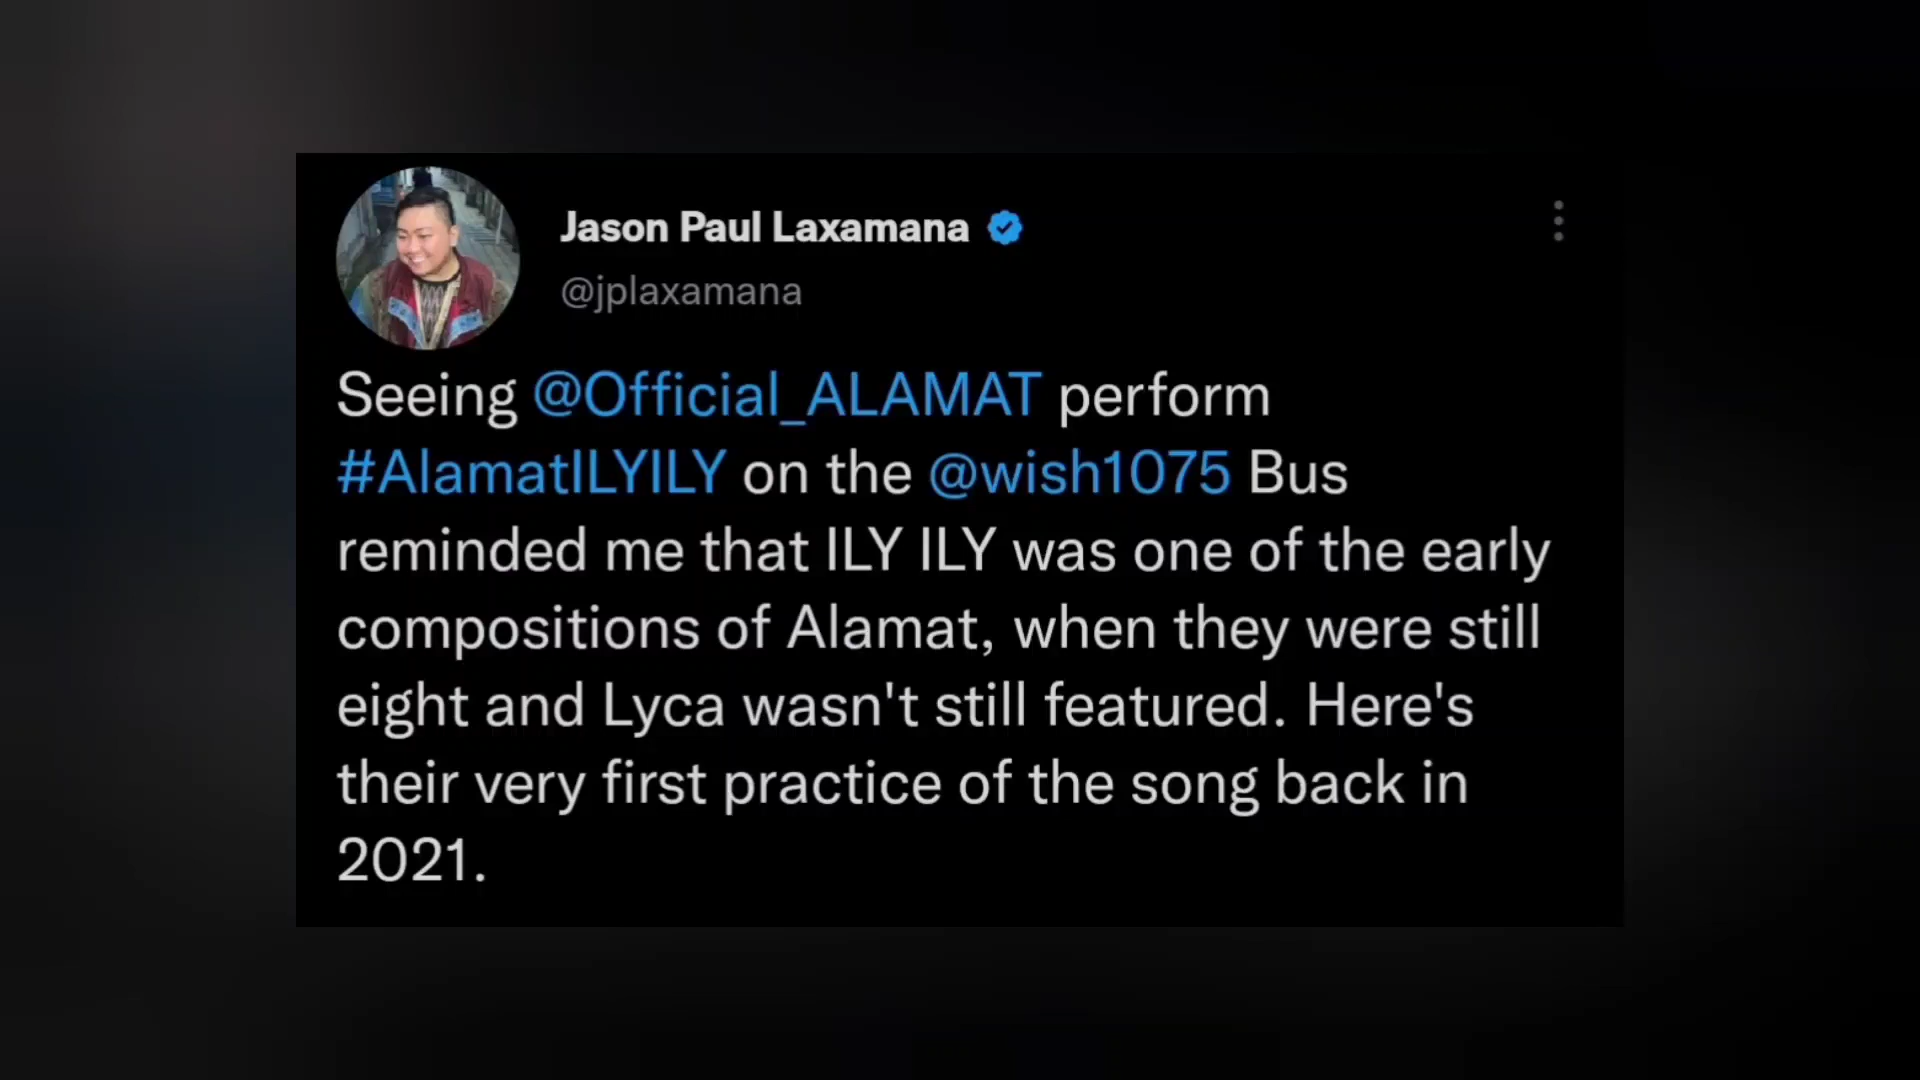 Jason Paul Laxamana
@jplaxamana
Seeing @Official_ALAMAT perform
#AlamatILYILY on the @wish1075 Bus
reminded me that ILY ILY was one of the early
compositions of Alamat, when they were still
eight and Lyca wasn't still featured. Here's
their very first practice of the song back in
2021.